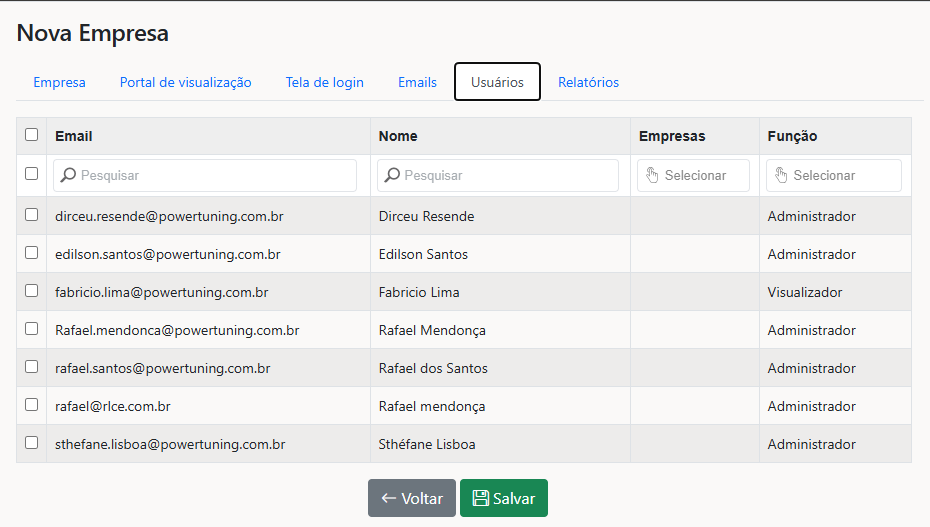 Nova Empresa
Empresa Portal de visualização Tela de login Emails Usuários Relatórios
Email Nome Empresas Função
Pesquisar Pesquisar Selecionar Selecionar
dirceu.resende@powertuning.com.br Dirceu Resende Administrador
edilson.santos@powertuning.com.br Edilson Santos Administrador
fabricio.lima@powertuning.com.br Fabricio Lima Visualizador
Rafael.mendonca@powertuning.com.br Rafael Mendonça Administrador
rafael.santos@powertuning.com.br Rafael dos Santos Administrador
rafael@rlce.com.br Rafael mendonça Administrador
sthefane.lisboa@powertuning.com.br Sthéfane Lisboa Administrador
Voltar Salvar